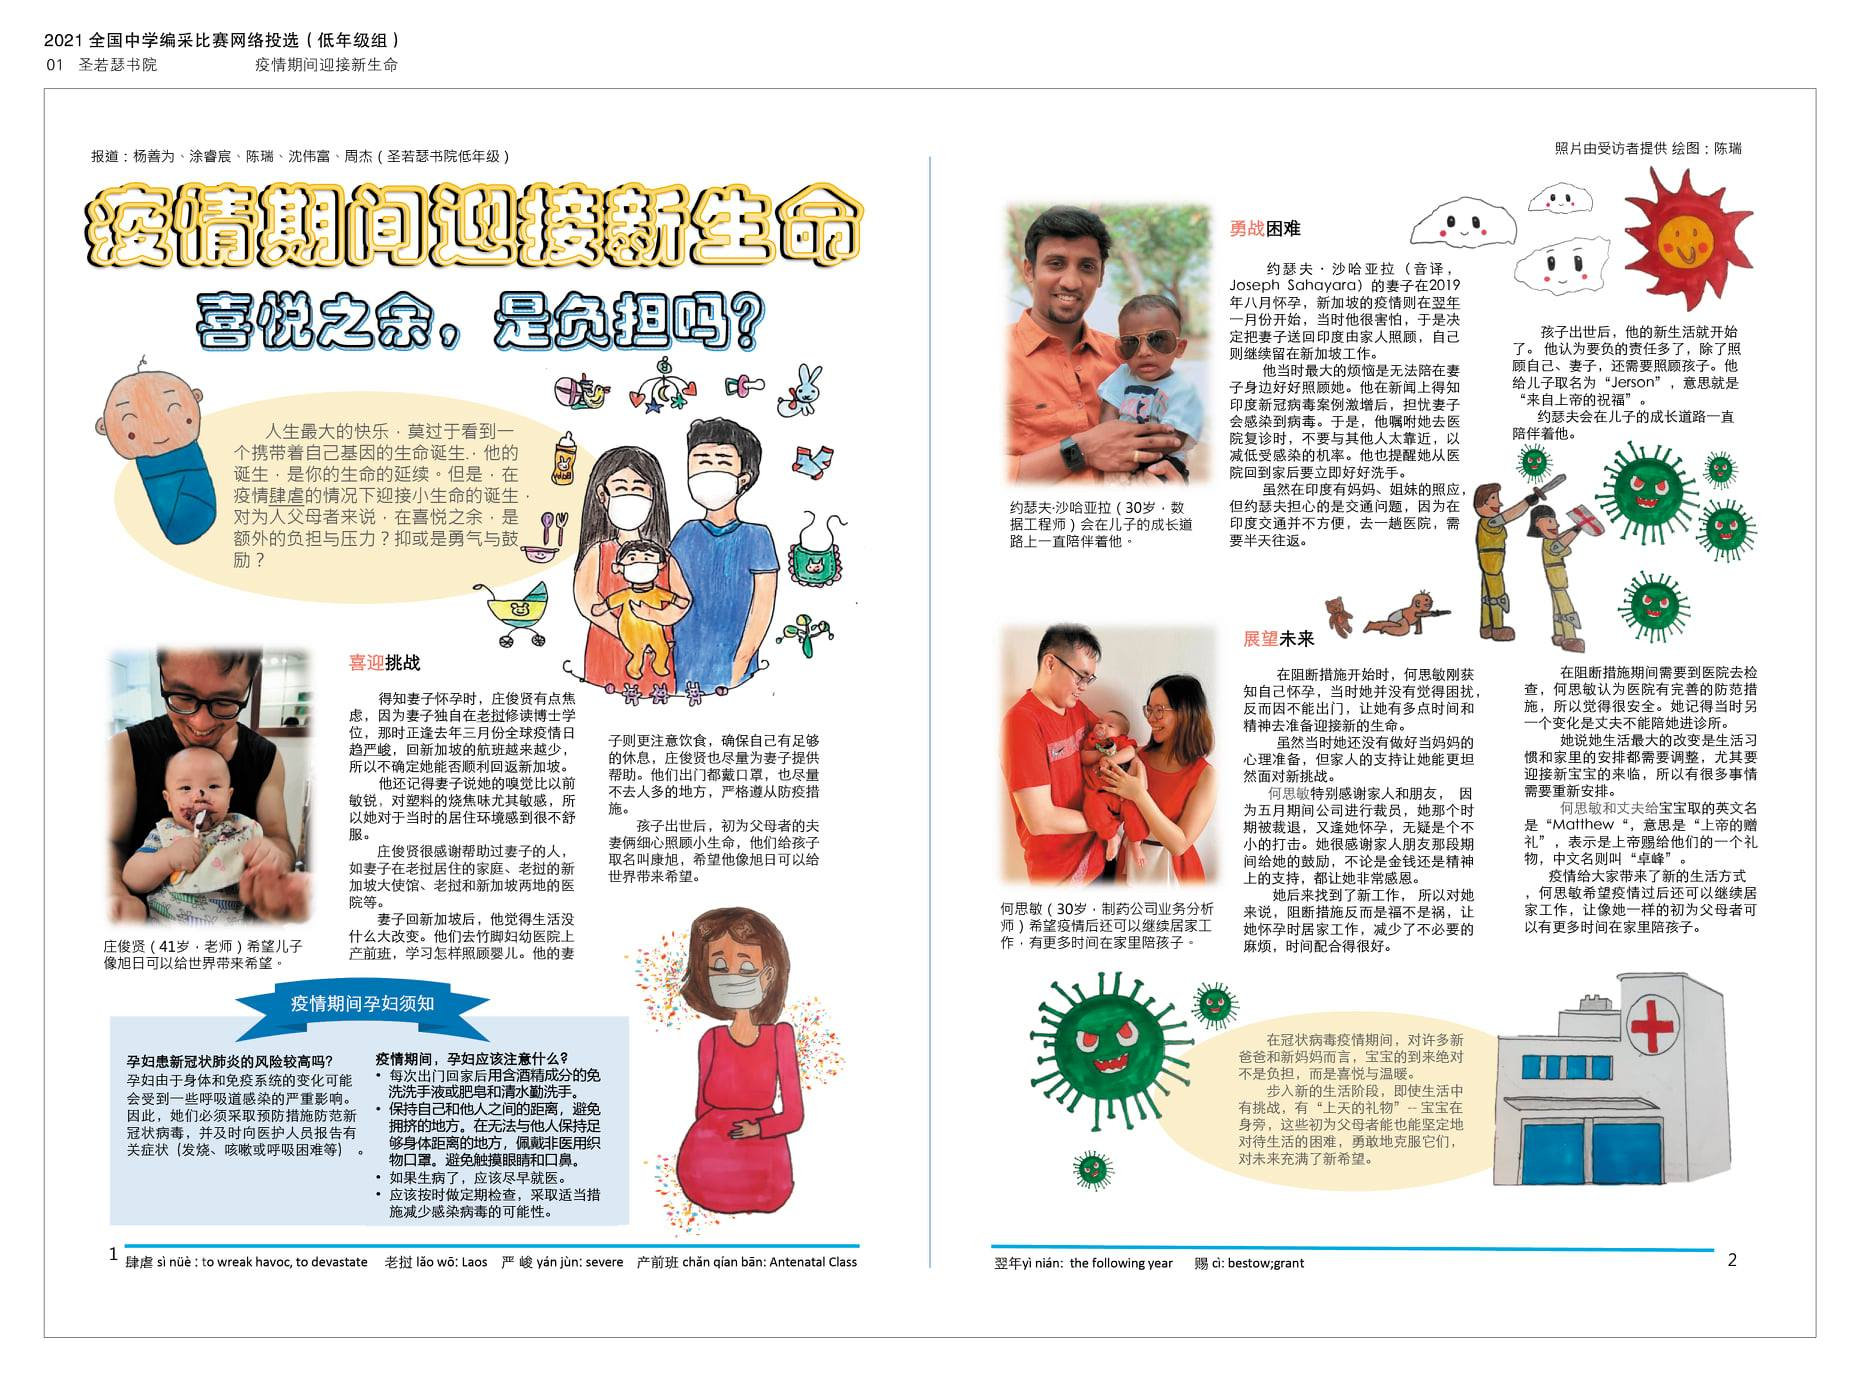 2021 全国中学编采比赛网络投选（低年级组）
01 圣若瑟书院 疫情期间迎接新生命
报道：杨善为、涂睿宸、陈瑞、沈伟富、周杰（圣若瑟书院低年级）
疫情期间迎接新生命
喜悦之余，是负担吗?
人生最大的快乐，莫过于看到一
个携带着自己基因的生命诞生.，他的
诞生，是你的生命的延续。但是，在
疫情肆虐的情况下迎接小生命的诞生，
对为人父母者来说，在喜悦之余，是
额外的负担与压力？抑或是勇气与鼓
励？
庄俊贤（41岁，老师）希望儿子
像旭日可以给世界带来希望。
喜迎挑战
得知妻子怀孕时，庄俊贤有点焦
虑，因为妻子独自在老挝修读博士学
位，那时正逢去年三月份全球疫情日
趋严峻，回新加坡的航班越来越少，
所以不确定她能否顺利回返新加坡。
他还记得妻子说她的嗅觉比以前
敏锐，对塑料的烧焦味尤其敏感，所
以她对于当时的居住环境感到很不舒
服。
庄俊贤很感谢帮助过妻子的人，
如妻子在老挝居住的家庭、老挝的新
加坡大使馆、老挝和新加坡两地的医
院等。
妻子回新加坡后，他觉得生活没
什么大改变。他们去竹脚妇幼医院上
产前班，学习怎样照顾婴儿。他的妻
子则更注意饮食，确保自己有足够
的休息，庄俊贤也尽量为妻子提供
帮助。他们出门都戴口罩，也尽量
不去人多的地方，严格遵从防疫措
施。
孩子出世后，初为父母者的夫
妻俩细心照顾小生命，他们给孩子
取名叫康旭，希望他像旭日可以给
世界带来希望。
疫情期间孕妇须知
孕妇患新冠状肺炎的风险较高吗?
孕妇由于身体和免疫系统的变化可能
会受到一些呼吸道感染的严重影响。
因此，她们必须采取预防措施防范新
冠状病毒，并及时向医护人员报告有
关症状（发烧、咳嗽或呼吸困难等）。
疫情期间，孕妇应该注意什么?
• 每次出门回家后用含酒精成分的免
洗洗手液或肥皂和清水勤洗手。
• 保持自己和他人之间的距离，避免
拥挤的地方。在无法与他人保持足
够身体距离的地方，佩戴非医用织
物口罩。避免触摸眼睛和口鼻。
• 如果生病了，应该尽早就医。
• 应该按时做定期检查，采取适当措
施减少感染病毒的可能性。
1 肆虐 sì nüè : to wreak havoc, to devastate 老挝 lǎo wō: Laos 严 峻 yán jùn: severe 产前班 chǎn qían bān: Antenatal Class
照片由受访者提供 绘图：陈瑞
约瑟夫·沙哈亚拉（30岁，数
据工程师）会在儿子的成长道
路上一直陪伴着他。
勇战困难
约瑟夫·沙哈亚拉（音译，
Joseph Sahayara）的妻子在2019
年八月怀孕，新加坡的疫情则在翌年
一月份开始，当时他很害怕，于是决
定把妻子送回印度由家人照顾，自己
则继续留在新加坡工作。
他当时最大的烦恼是无法陪在妻
子身边好好照顾她。他在新闻上得知
印度新冠病毒案例激增后，担忧妻子
会感染到病毒。于是，他嘱咐她去医
院复诊时，不要与其他人太靠近，以
减低受感染的机率。他也提醒她从医
院回到家后要立即好好洗手。
虽然在印度有妈妈、姐妹的照应，
但约瑟夫担心的是交通问题，因为在
印度交通并不方便，去一趟医院，需
要半天往返。
孩子出世后，他的新生活就开始
了。他认为要负的责任多了，除了照
顾自己、妻子，还需要照顾孩子。他
给儿子取名为“Jerson”，意思就是
“来自上帝的祝福”。
约瑟夫会在儿子的成长道路一直
陪伴着他。
何思敏（30岁，制药公司业务分析
师）希望疫情后还可以继续居家工
作，有更多时间在家里陪孩子。
展望未来
在阻断措施开始时，何思敏刚获
知自己怀孕，当时她并没有觉得困扰，
反而因不能出门，让她有多点时间和
精神去准备迎接新的生命。
虽然当时她还没有做好当妈妈的
心理准备，但家人的支持让她能更坦
然面对新挑战。
何思敏特别感谢家人和朋友， 因
为五月期间公司进行裁员，她那个时
期被裁退，又逢她怀孕，无疑是个不
小的打击。她很感谢家人朋友那段期
间给她的鼓励，不论是金钱还是精神
上的支持，都让她非常感恩。
她后来找到了新工作， 所以对她
来说，阻断措施反而是福不是祸，让
她怀孕时居家工作，减少了不必要的
麻烦，时间配合得很好。
在阻断措施期间需要到医院去检
查，何思敏认为医院有完善的防范措
施，所以觉得很安全。她记得当时另
一个变化是丈夫不能陪她进诊所。
她说她生活最大的改变是生活习
惯和家里的安排都需要调整，尤其要
迎接新宝宝的来临，所以有很多事情
需要重新安排。
何思敏和丈夫给宝宝取的英文名
是“Matthew “，意思是“上帝的赠
礼”，表示是上帝赐给他们的一个礼
物，中文名则叫“卓峰”。
疫情给大家带来了新的生活方式
，何思敏希望疫情过后还可以继续居
家工作，让像她一样的初为父母者可
以有更多时间在家里陪孩子。
在冠状病毒疫情期间，对许多新
爸爸和新妈妈而言，宝宝的到来绝对
不是负担，而是喜悦与温暖。
步入新的生活阶段，即使生活中
有挑战，有“上天的礼物”-- 宝宝在
身旁，这些初为父母者能也能坚定地
对待生活的困难，勇敢地克服它们，
对未来充满了新希望。
翌年yì nián: the following year 赐 cì: bestow;grant 2